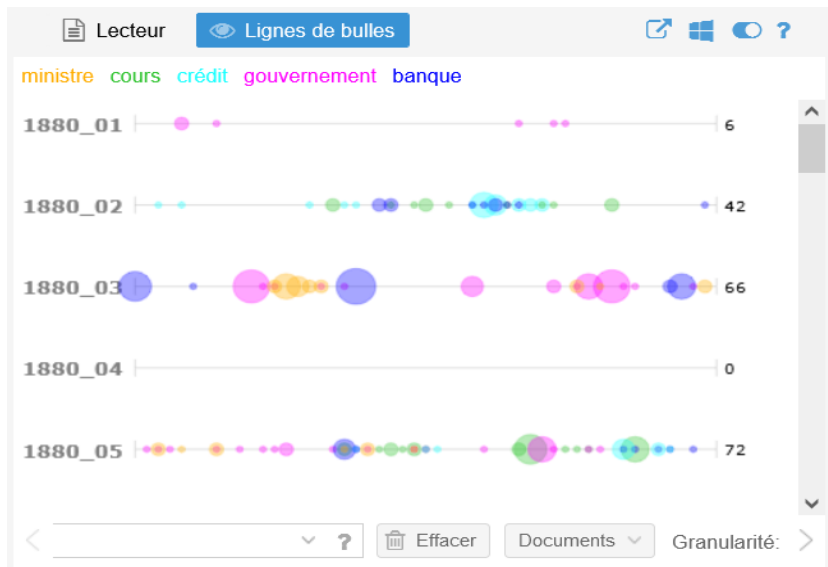 Lecteur Lignes de bulles ?
ministre cours crédit gouvernement banque
1880_01 6
1880_02 42
1880_03 66
1880_04 0
1880_05 72
? Effacer Documents Granularité: